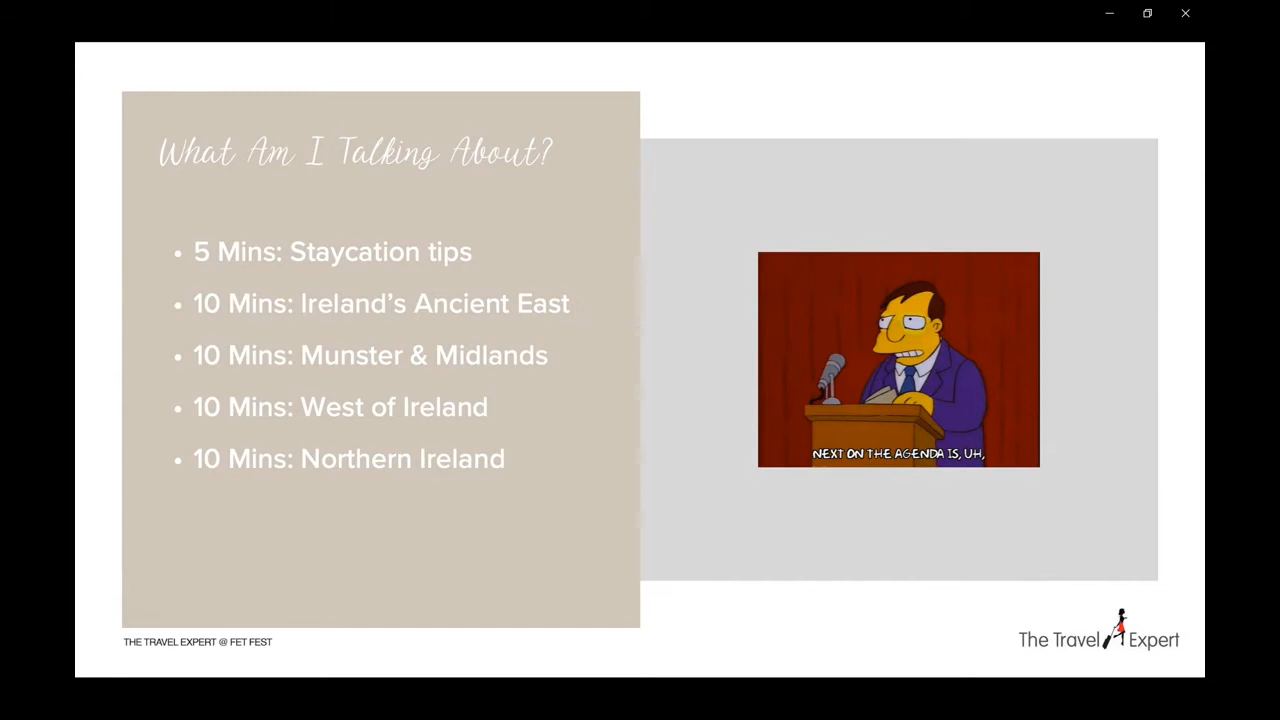 What Am I Talking About?
• 5 Mins: Staycation tips
• 10 Mins: Ireland’s Ancient East
• 10 Mins: Munster & Midlands
• 10 Mins: West of Ireland
• 10 Mins: Northern Ireland
NEXT ON THE AGENDA IS, UH,
THE TRAVEL EXPERT @ FET FEST
The Travel Expert